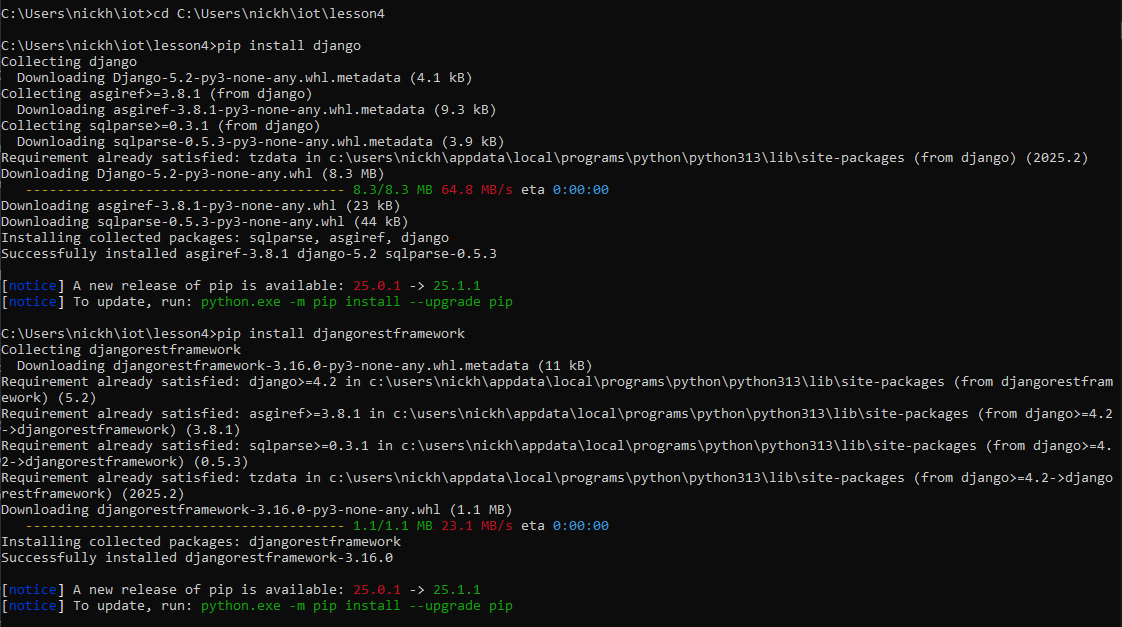 C:\Users\nickh\iot>cd C:\Users\nickh\iot\lesson4
C:\Users\nickh\iot\lesson4>pip install django
Collecting django
  Downloading Django-5.2-py3-none-any.whl.metadata (4.1 kB)
Collecting asgiref>=3.8.1 (from django)
  Downloading asgiref-3.8.1-py3-none-any.whl.metadata (9.3 kB)
Collecting sqlparse>=0.3.1 (from django)
  Downloading sqlparse-0.5.3-py3-none-any.whl.metadata (3.9 kB)
Requirement already satisfied: tzdata in c:\users\nickh\appdata\local\programs\python\python313\lib\site-packages (from django) (2025.2)
Downloading Django-5.2-py3-none-any.whl (8.3 MB)
   ---------------------------------------- 8.3/8.3 MB 64.8 MB/s eta 0:00:00
Downloading asgiref-3.8.1-py3-none-any.whl (23 kB)
Downloading sqlparse-0.5.3-py3-none-any.whl (44 kB)
Installing collected packages: sqlparse, asgiref, django
Successfully installed asgiref-3.8.1 django-5.2 sqlparse-0.5.3
[notice] A new release of pip is available: 25.0.1 -> 25.1.1
[notice] To update, run: python.exe -m pip install --upgrade pip
C:\Users\nickh\iot\lesson4>pip install djangorestframework
Collecting djangorestframework
  Downloading djangorestframework-3.16.0-py3-none-any.whl.metadata (11 kB)
Requirement already satisfied: django>=4.2 in c:\users\nickh\appdata\local\programs\python\python313\lib\site-packages (from djangorestfram
ework) (5.2)
Requirement already satisfied: asgiref>=3.8.1 in c:\users\nickh\appdata\local\programs\python\python313\lib\site-packages (from django>=4.2
->djangorestframework) (3.8.1)
Requirement already satisfied: sqlparse>=0.3.1 in c:\users\nickh\appdata\local\programs\python\python313\lib\site-packages (from django>=4.
2->djangorestframework) (0.5.3)
Requirement already satisfied: tzdata in c:\users\nickh\appdata\local\programs\python\python313\lib\site-packages (from django>=4.2->django
restframework) (2025.2)
Downloading djangorestframework-3.16.0-py3-none-any.whl (1.1 MB)
   ---------------------------------------- 1.1/1.1 MB 23.1 MB/s eta 0:00:00
Installing collected packages: djangorestframework
Successfully installed djangorestframework-3.16.0
[notice] A new release of pip is available: 25.0.1 -> 25.1.1
[notice] To update, run: python.exe -m pip install --upgrade pip